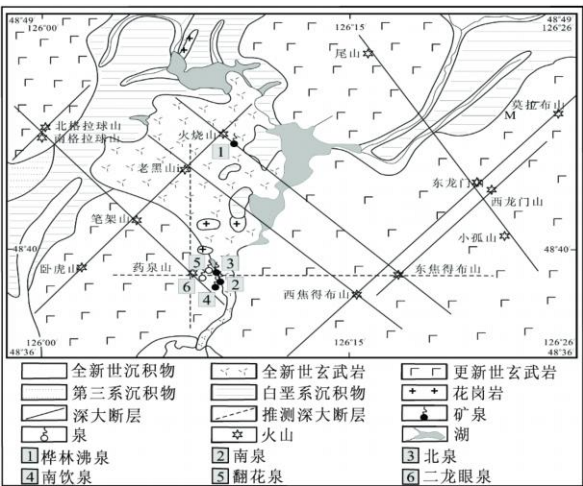 48°49 126°00 126°15 48°49
126°26
尾山
莫拉布山
M
北格拉球山
南格拉球山
火烧山
1
老黑山
东龙门山
西龙门山
笔架山
小孤山
48°40 48°40
卧虎山 药泉山 5 3 东焦得布山
6 2
4 西焦得布山
126°00 126°15 126°26
48°36 48°36
全新世沉积物 全新世玄武岩 更新世玄武岩
第三系沉积物 白垩系沉积物 花岗岩
深大断层 推测深大断层 矿泉
泉 火山 湖
1 桦林沸泉 2 南泉 3 北泉
4 南饮泉 5 翻花泉 6 二龙眼泉